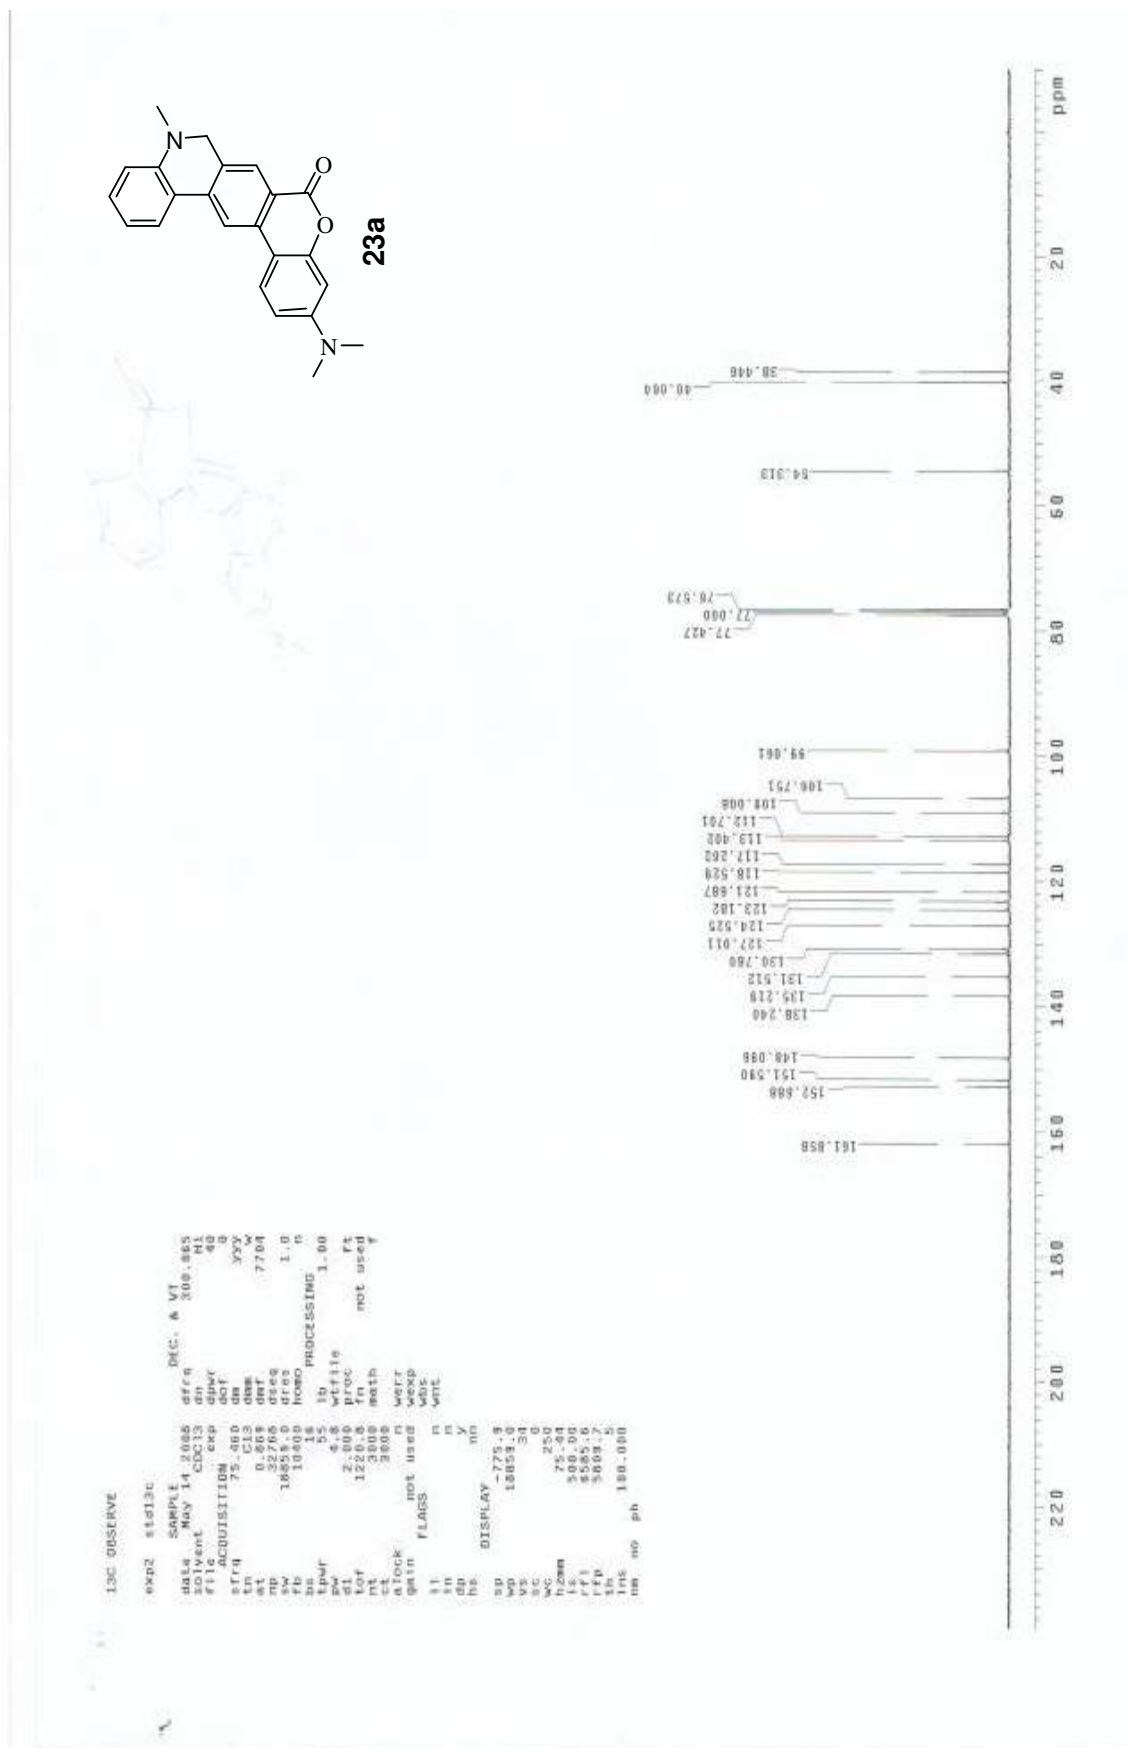 13C OBSERVE
exp2 std13c
SAMPLE DEC. & VT
date May 14 2008 dfrq 300.065
solvent CDCl3 dn H1
file exp dpwr 40
ACQUISITION dof 0
sfrq 75.460 dm yyy
tn C13 dmm w
at 0.869 dmf 7704
np 32768 dseq
sw 18859.0 dres 1.0
fb 10400 homo n
bs 16 PROCESSING
tpwr 55 lb 1.00
pw 4.8 wtfile
d1 2.000 proc ft
tof 1220.8 fn not used
nt 3000 math f
ct 3000
alock n werr
gain not used wexp
FLAGS wbs
il n wnt
in n
dp y
hs nn
DISPLAY
sp -775.9
wp 18859.0
vs 34
sc 0
wc 250
hzmm 75.44
is 500.00
rfp 5809.7
th 5
ins 100.000
nm no ph
N
O
O
N
23a
161.858
152.888
151.590
148.096
138.240
135.219
131.512
130.760
127.011
124.525
123.182
121.687
118.529
117.262
113.402
112.701
109.006
106.751
99.061
77.427
77.000
76.573
54.313
40.064
38.446
220 200 180 160 140 120 100 80 60 40 20 ppm